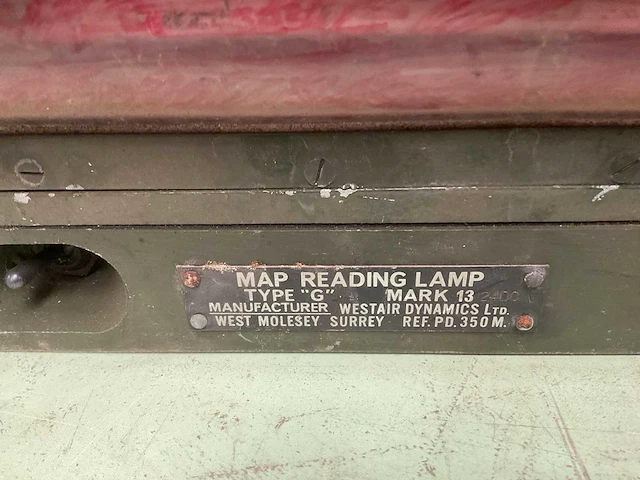 MAP READING LAMP
TYPE "G" MARK 13
MANUFACTURER WESTAIR DYNAMICS LTD.
WEST MOLESEY SURREY REF. PD. 350 M.